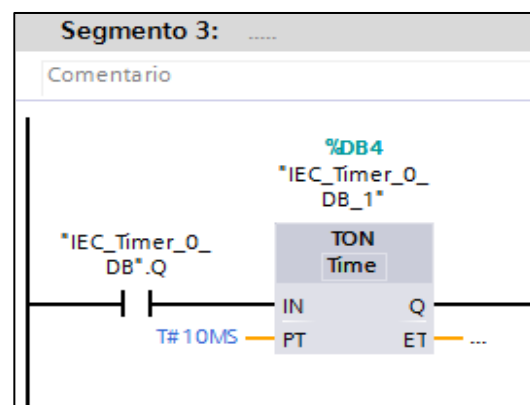 Segmento 3: .....
Comentario
%DB4
"IEC_Timer_0_
DB_1"
"IEC_Timer_0_
DB".Q
TON
Time
IN Q
T#10MS PT ET ...